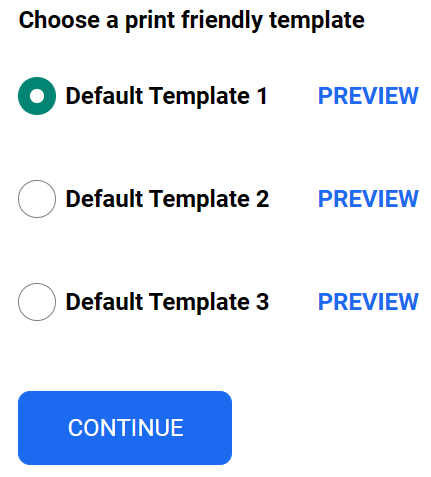 Choose a print friendly template
Default Template 1 PREVIEW
Default Template 2 PREVIEW
Default Template 3 PREVIEW
CONTINUE